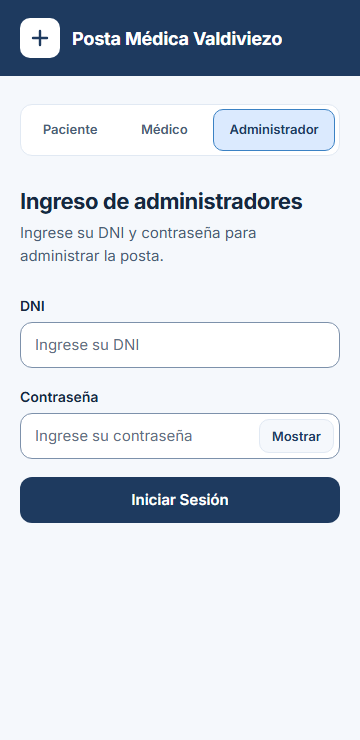 Posta Médica Valdiviezo
Paciente
Médico
Administrador
Ingreso de administradores
Ingrese su DNI y contraseña para
administrar la posta.
DNI
Ingrese su DNI
Contraseña
Ingrese su contraseña
Mostrar
Iniciar Sesión